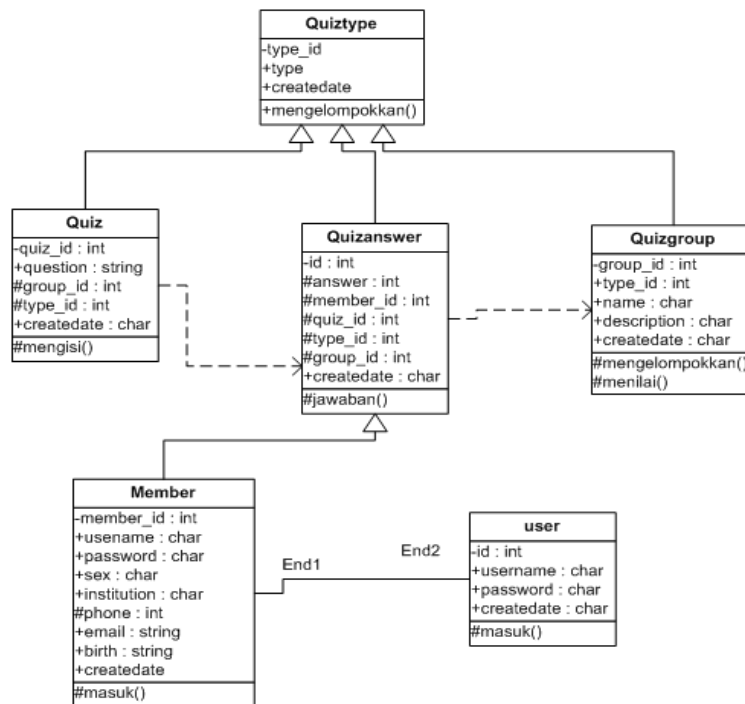 Quiztype
-type_id
+type
+createdate
+mengelompokkan()
Quiz
-quiz_id : int
+question : string
#group_id : int
#type_id : int
+createdate : char
#mengisi()
Quizanswer
-id : int
#answer : int
#member_id : int
#quiz_id : int
#type_id : int
#group_id : int
+createdate : char
#jawaban()
Quizgroup
-group_id : int
+type_id : int
+name : char
+description : char
+createdate : char
#mengelompokkan()
#menilai()
Member
-member_id : int
+usename : char
+password : char
+sex : char
+institution : char
#phone : int
+email : string
+birth : string
+createdate
#masuk()
End1
End2
user
-id : int
+username : char
+password : char
+createdate : char
#masuk()